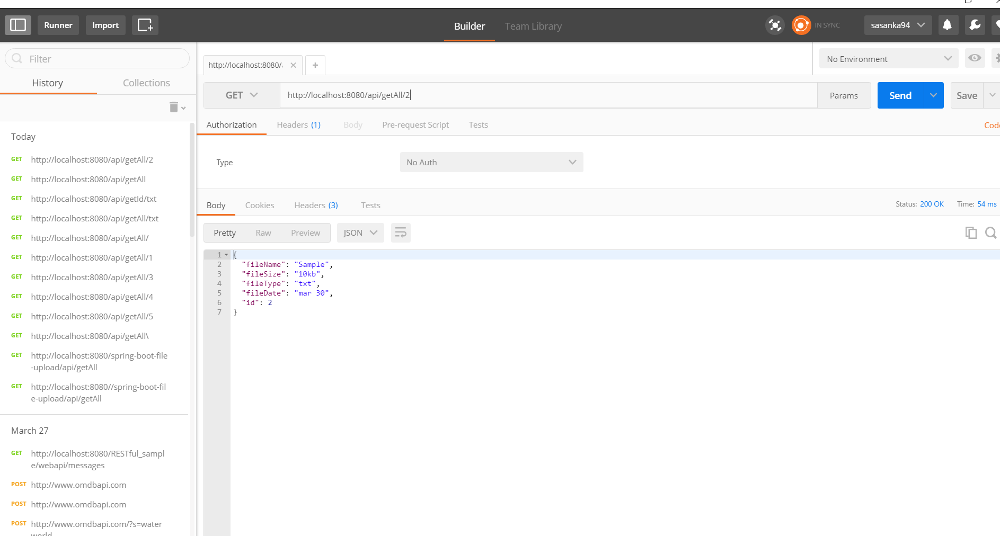 Runner
Import
Builder
Team Library
IN SYNC
sasanka94
Filter
History
Collections
Today
GET http://localhost:8080/api/getAll/2
GET http://localhost:8080/api/getAll
GET http://localhost:8080/api/getId/txt
GET http://localhost:8080/api/getAll/txt
GET http://localhost:8080/api/getAll/
GET http://localhost:8080/api/getAll/1
GET http://localhost:8080/api/getAll/3
GET http://localhost:8080/api/getAll/4
GET http://localhost:8080/api/getAll/5
GET http://localhost:8080/api/getAll\
GET http://localhost:8080/spring-boot-file
-upload/api/getAll
GET http://localhost:8080//spring-boot-fil
e-upload/api/getAll
March 27
GET http://localhost:8080/RESTful_sampl
e/webapi/messages
POST http://www.omdbapi.com
POST http://www.omdbapi.com
POST http://www.omdbapi.com/?s=water
world
http://localhost:8080/
No Environment
GET
http://localhost:8080/api/getAll/2
Params
Send
Save
Authorization
Headers (1)
Body
Pre-request Script
Tests
Code
Type
No Auth
Body
Cookies
Headers (3)
Tests
Status: 200 OK
Time: 54 ms
Pretty
Raw
Preview
JSON
1 {
2 "fileName": "Sample",
3 "fileSize": "10kb",
4 "fileType": "txt",
5 "fileDate": "mar 30",
6 "id": 2
7 }